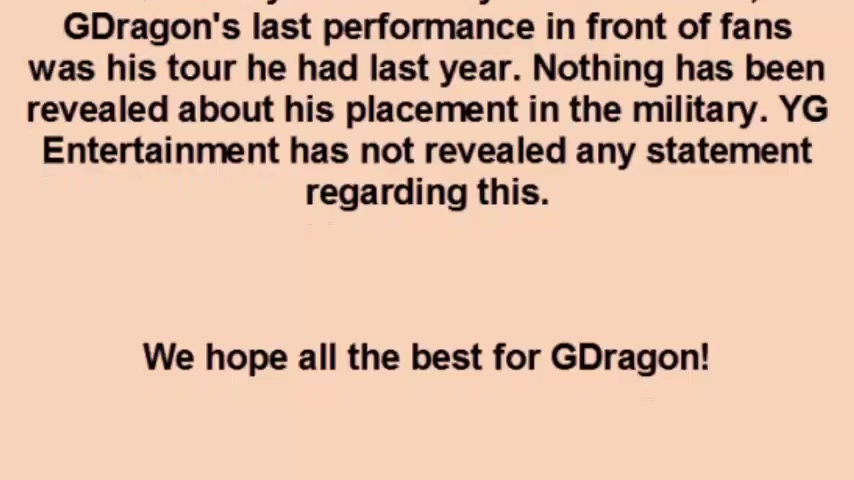 GDragon's last performance in front of fans
was his tour he had last year. Nothing has been
revealed about his placement in the military. YG
Entertainment has not revealed any statement
regarding this.
We hope all the best for GDragon!